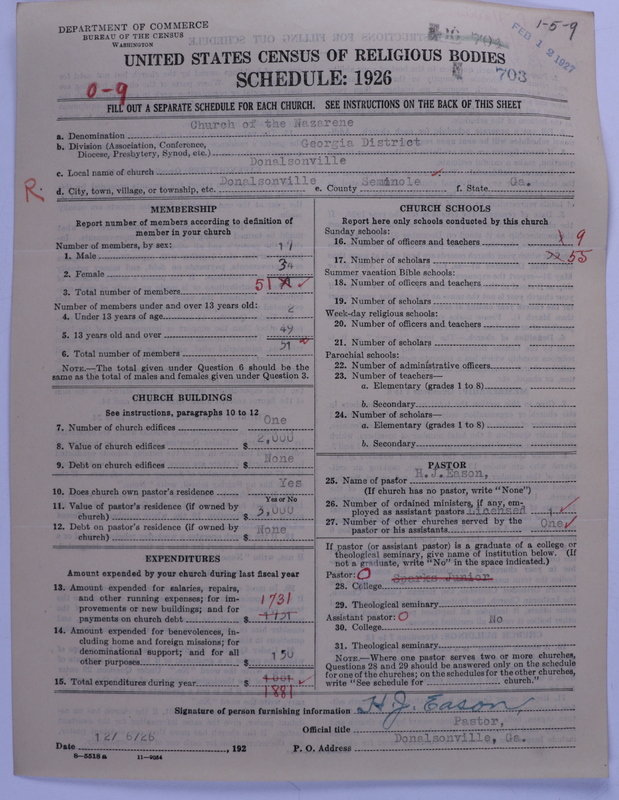 DEPARTMENT OF COMMERCE
BUREAU OF THE CENSUS
WASHINGTON
1-5-9
FEB 12 1927
UNITED STATES CENSUS OF RELIGIOUS BODIES
SCHEDULE: 1926
703
0-9
FILL OUT A SEPARATE SCHEDULE FOR EACH CHURCH. SEE INSTRUCTIONS ON THE BACK OF THIS SHEET
a. Denomination Church of the Nazarene
b. Division (Association, Conference, Diocese, Presbytery, Synod, etc.) Georgia District
c. Local name of church Donalsonville
R.
d. City, town, village, or township, etc. Donalsonville e. County Seminole f. State Ga.
MEMBERSHIP
Report number of members according to definition of
member in your church
Number of members, by sex:
1. Male 17
2. Female 34
3. Total number of members 51
Number of members under and over 13 years old:
4. Under 13 years of age 2
5. 13 years old and over 49
6. Total number of members 51
NOTE.—The total given under Question 6 should be the
same as the total of males and females given under Question 3.
CHURCH BUILDINGS
See instructions, paragraphs 10 to 12
7. Number of church edifices One
8. Value of church edifices $ 2,000
9. Debt on church edifices $ None
10. Does church own pastor's residence Yes
Yes or No
11. Value of pastor's residence (if owned by
church) $ 3,000
12. Debt on pastor's residence (if owned by
church) $ None
EXPENDITURES
Amount expended by your church during last fiscal year
13. Amount expended for salaries, repairs,
and other running expenses; for im-
provements or new buildings; and for
payments on church debt $ 1731
14. Amount expended for benevolences, in-
cluding home and foreign missions; for
denominational support; and for all
other purposes $ 150
15. Total expenditures during year $
1881
CHURCH SCHOOLS
Report here only schools conducted by this church
Sunday schools:
16. Number of officers and teachers 9
17. Number of scholars 55
Summer vacation Bible schools:
18. Number of officers and teachers
19. Number of scholars
Week-day religious schools:
20. Number of officers and teachers
21. Number of scholars
Parochial schools:
22. Number of administrative officers
23. Number of teachers—
a. Elementary (grades 1 to 8)
b. Secondary
24. Number of scholars—
a. Elementary (grades 1 to 8)
b. Secondary
PASTOR
25. Name of pastor H.J.Eason,
(If church has no pastor, write "None")
26. Number of ordained ministers, if any, em-
ployed as assistant pastors Licensed 1
27. Number of other churches served by the
pastor or his assistants One
If pastor (or assistant pastor) is a graduate of a college or
theological seminary, give name of institution below. (If
not a graduate, write "No" in the space indicated.)
Pastor: 0
28. College Sparks Junior
29. Theological seminary
Assistant pastor: 0
30. College No
31. Theological seminary
NOTE.—Where one pastor serves two or more churches,
Questions 28 and 29 should be answered only on the schedule
for one of the churches; on the schedules for the other churches,
write "See schedule for church."
Signature of person furnishing information H. J. Eason
Official title Pastor,
Date 12/6/26, 192 P. O. Address Donalsonville, Ga.
8-5518a 11-9034